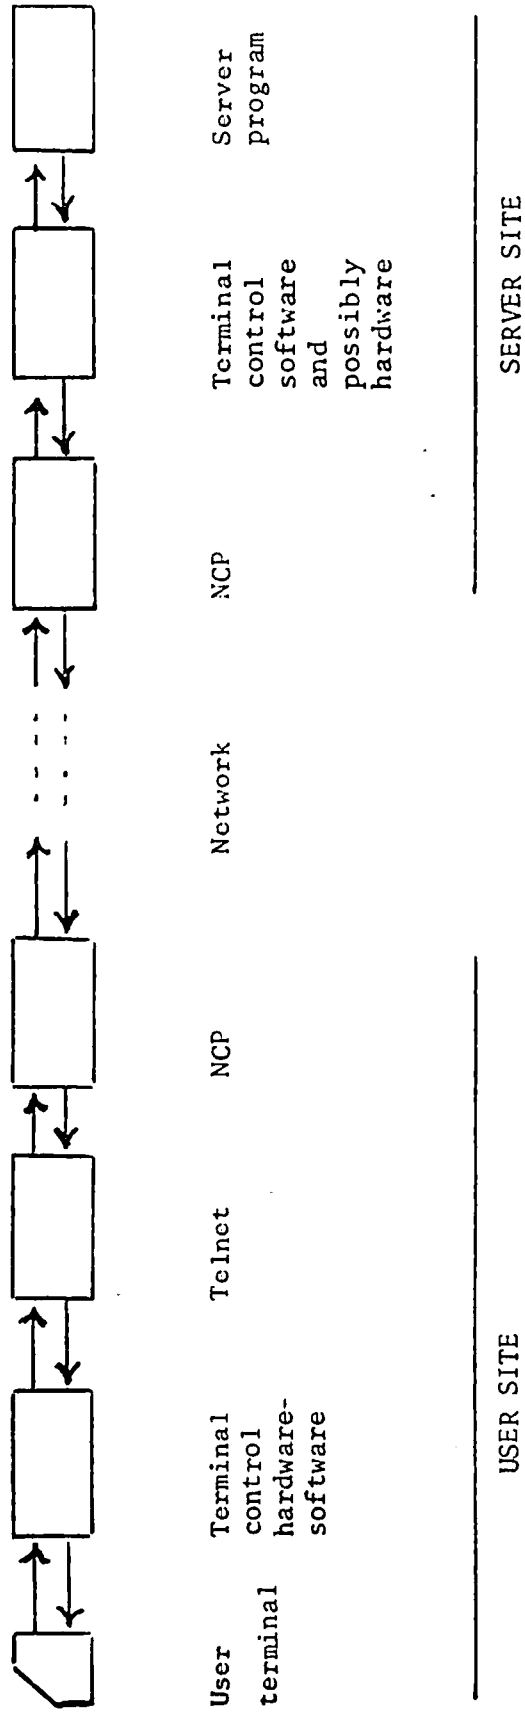 User
terminal
Terminal
control
hardware-
software
Telnet
NCP
Network
NCP
Terminal
control
software
and
possibly
hardware
Server
program
USER SITE
SERVER SITE